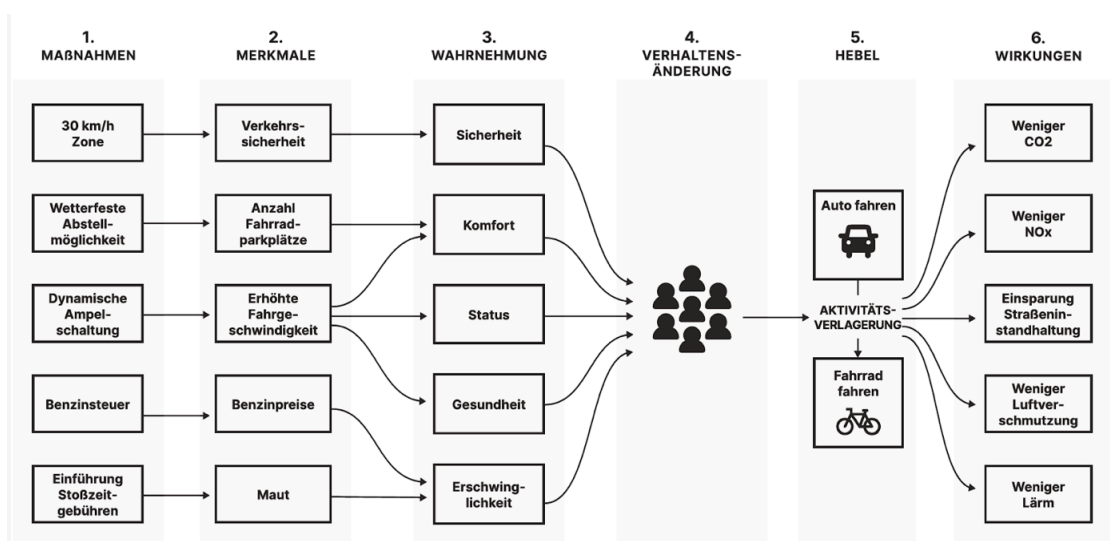 1.
MAßNAHMEN
2.
MERKMALE
3.
WAHRNEHMUNG
4.
VERHALTENS-
ÄNDERUNG
5.
HEBEL
6.
WIRKUNGEN
30 km/h
Zone
Wetterfeste
Abstell-
möglichkeit
Dynamische
Ampel-
schaltung
Benzinsteuer
Einführung
Stoßzeit-
gebühren
Verkehrs-
sicherheit
Anzahl
Fahrrad-
parkplätze
Erhöhte
Fahrge-
schwindigkeit
Benzinpreise
Maut
Sicherheit
Komfort
Status
Gesundheit
Erschwing-
lichkeit
Auto fahren
AKTIVITÄTS-
VERLAGERUNG
Fahrrad
fahren
Weniger
CO2
Weniger
NOx
Einsparung
Straßenin-
standhaltung
Weniger
Luftver-
schmutzung
Weniger
Lärm